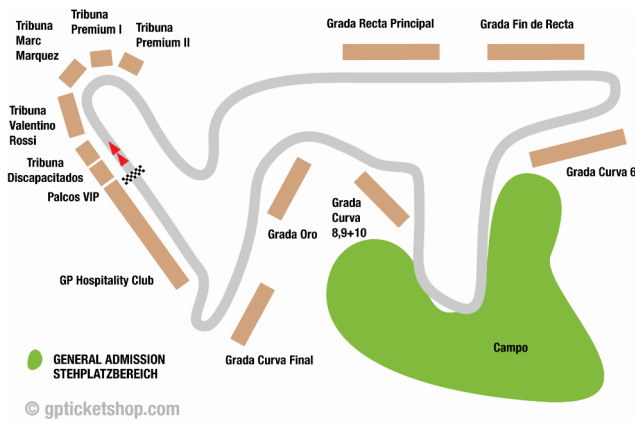 Tribuna
Marc
Marquez
Tribuna
Premium I
Tribuna
Premium II
Grada Recta Principal
Grada Fin de Recta
Tribuna
Valentino
Rossi
Tribuna
Discapacitados
Palcos VIP
Grada Curva 6
Grada
Curva
8,9+10
Grada Oro
GP Hospitality Club
Grada Curva Final
Campo
GENERAL ADMISSION
STEHPLATZBEREICH
© gpticketshop.com